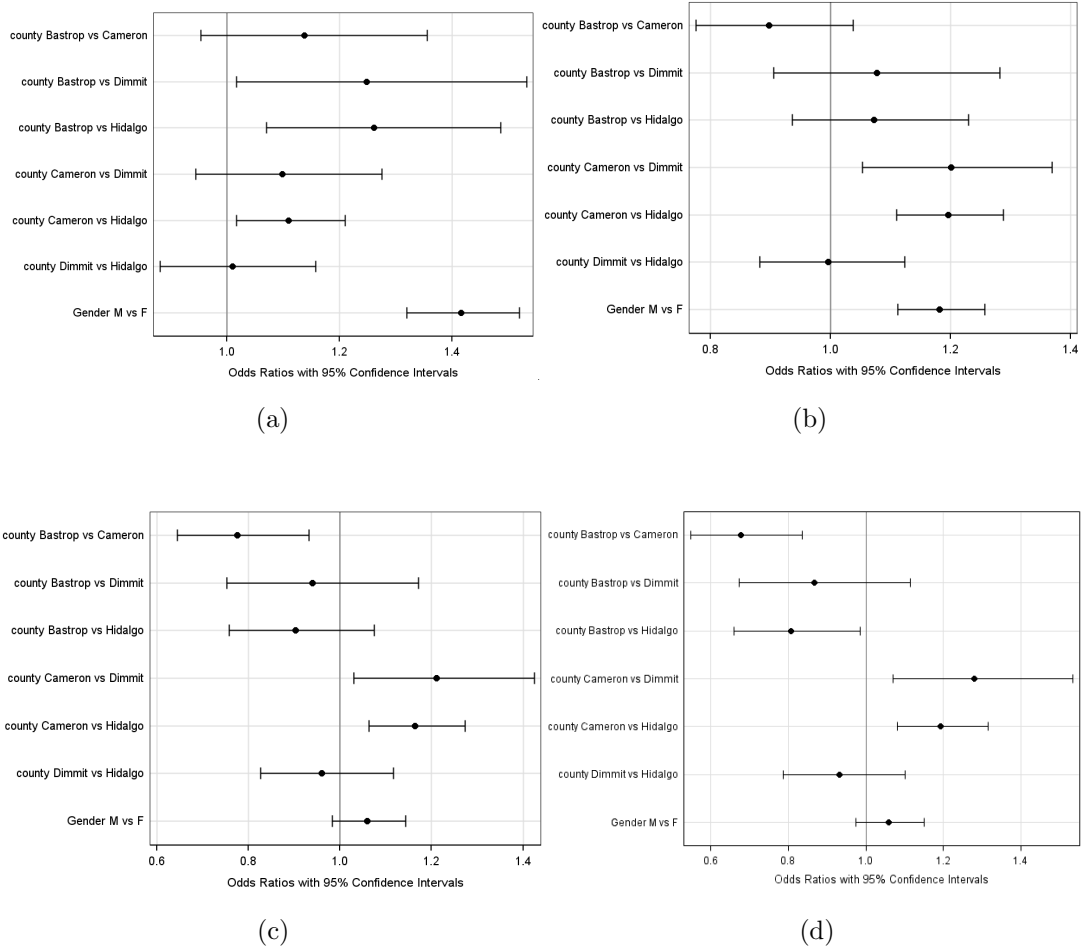 county Bastrop vs Cameron
county Bastrop vs Dimmit
county Bastrop vs Hidalgo
county Cameron vs Dimmit
county Cameron vs Hidalgo
county Dimmit vs Hidalgo
Gender M vs F
1.0 1.2 1.4
Odds Ratios with 95% Confidence Intervals
(a)
county Bastrop vs Cameron
county Bastrop vs Dimmit
county Bastrop vs Hidalgo
county Cameron vs Dimmit
county Cameron vs Hidalgo
county Dimmit vs Hidalgo
Gender M vs F
0.8 1.0 1.2 1.4
Odds Ratios with 95% Confidence Intervals
(b)
county Bastrop vs Cameron
county Bastrop vs Dimmit
county Bastrop vs Hidalgo
county Cameron vs Dimmit
county Cameron vs Hidalgo
county Dimmit vs Hidalgo
Gender M vs F
0.6 0.8 1.0 1.2 1.4
Odds Ratios with 95% Confidence Intervals
(c)
county Bastrop vs Cameron
county Bastrop vs Dimmit
county Bastrop vs Hidalgo
county Cameron vs Dimmit
county Cameron vs Hidalgo
county Dimmit vs Hidalgo
Gender M vs F
0.6 0.8 1.0 1.2 1.4
Odds Ratios with 95% Confidence Intervals
(d)